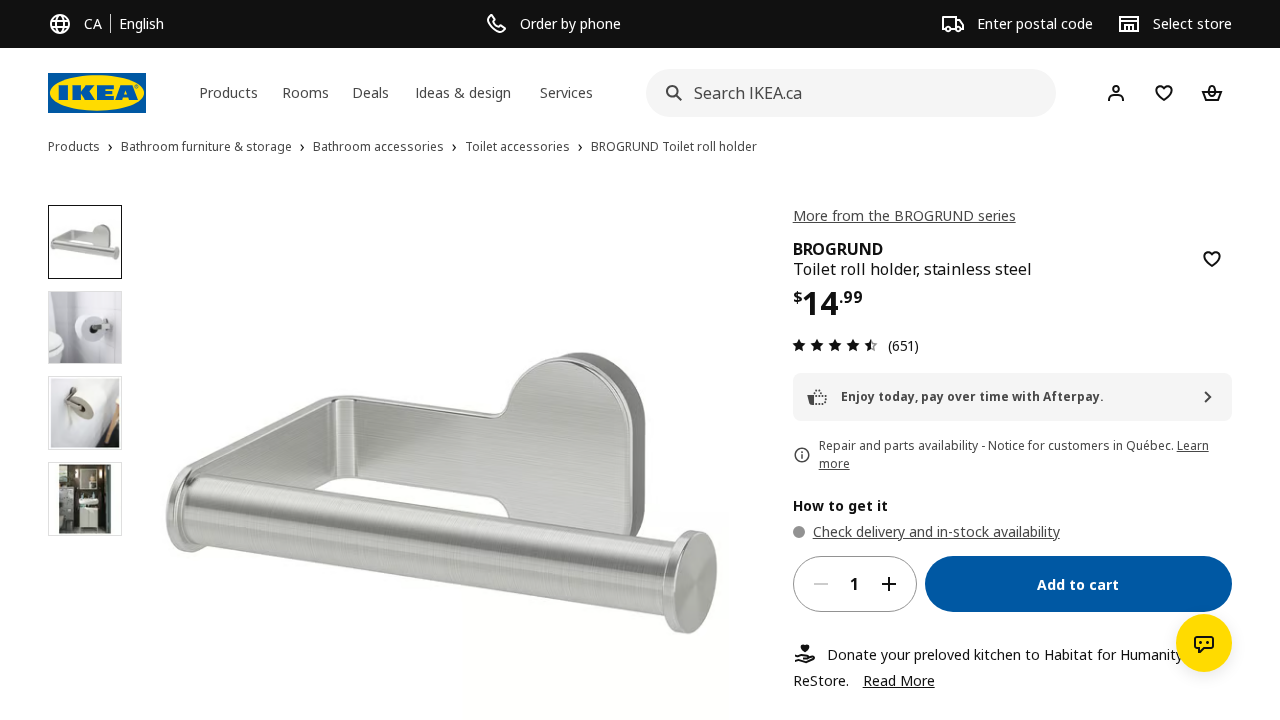 CA English
Order by phone
Enter postal code
Select store
IKEA
Products
Rooms
Deals
Ideas & design
Services
Search IKEA.ca
Products › Bathroom furniture & storage › Bathroom accessories › Toilet accessories › BROGRUND Toilet roll holder
More from the BROGRUND series
BROGRUND
Toilet roll holder, stainless steel
$14.99
(651)
Enjoy today, pay over time with Afterpay.
Repair and parts availability - Notice for customers in Québec. Learn
more
How to get it
Check delivery and in-stock availability
1
Add to cart
Donate your preloved kitchen to Habitat for Humanity
ReStore. Read More